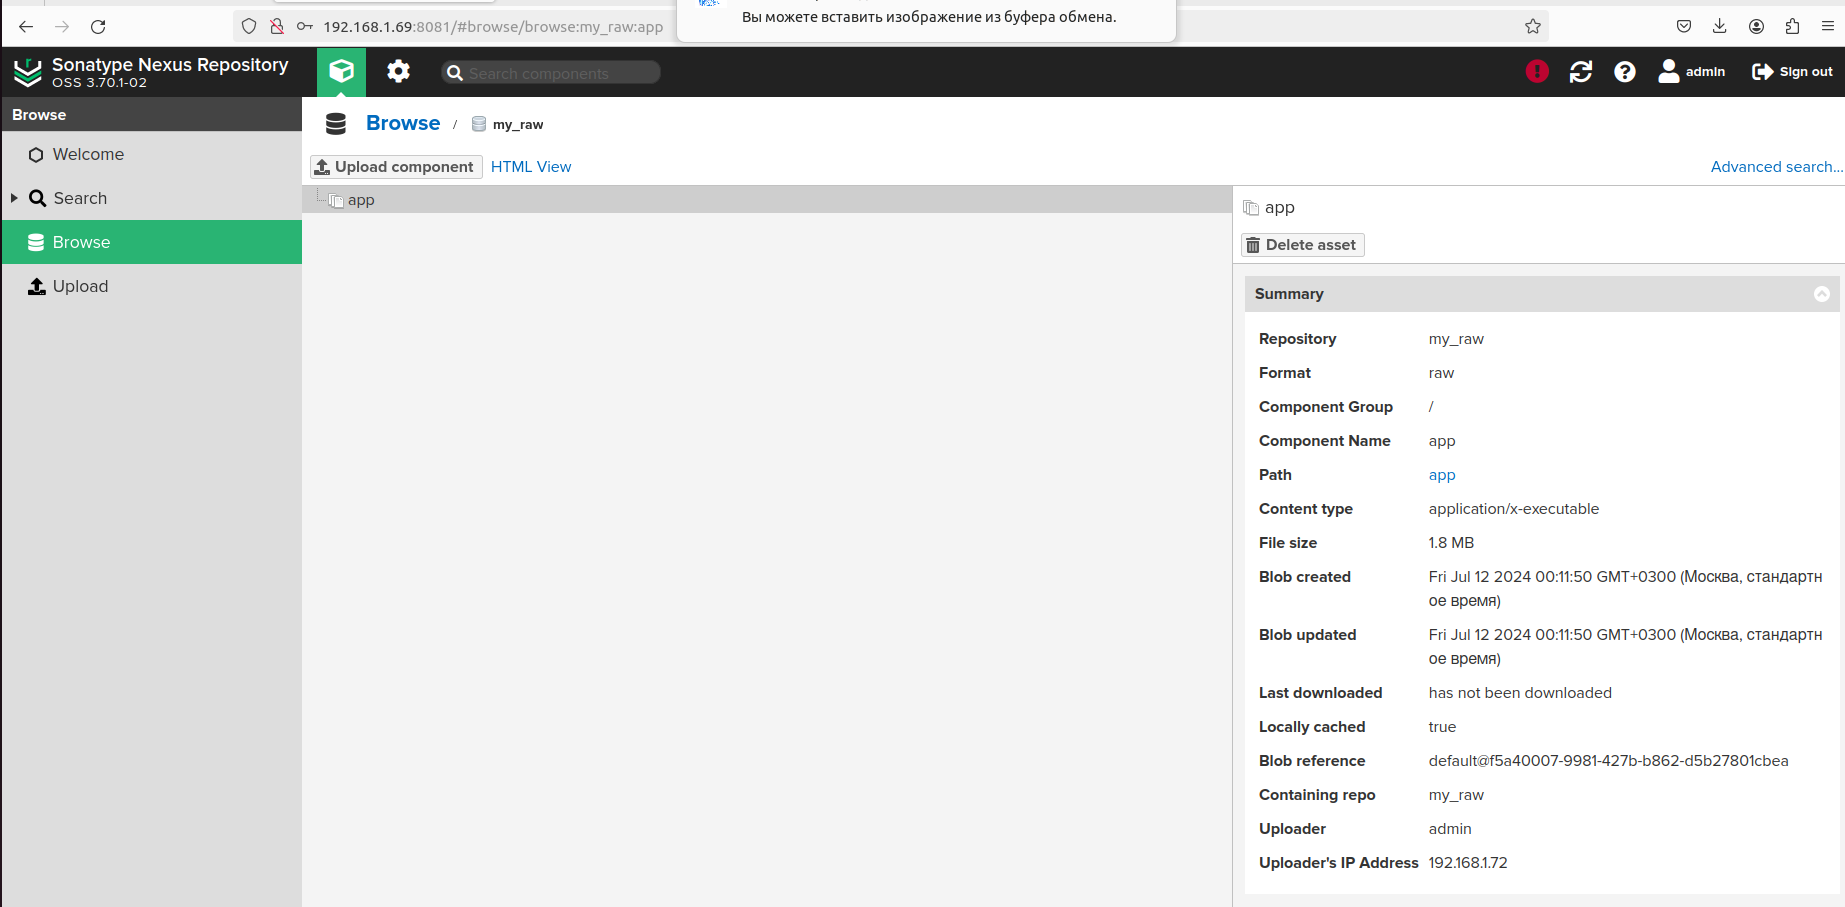 Вы можете вставить изображение из буфера обмена.
192.168.1.69:8081/#browse/browse:my_raw:app
Sonatype Nexus Repository
OSS 3.70.1-02
Search components
admin
Sign out
Browse
Welcome
Search
Browse
Upload
Browse / my_raw
Upload component
HTML View
Advanced search...
app
app
Delete asset
Summary
Repository my_raw
Format raw
Component Group /
Component Name app
Path app
Content type application/x-executable
File size 1.8 MB
Blob created Fri Jul 12 2024 00:11:50 GMT+0300 (Москва, стандартн
ое время)
Blob updated Fri Jul 12 2024 00:11:50 GMT+0300 (Москва, стандартн
ое время)
Last downloaded has not been downloaded
Locally cached true
Blob reference default@f5a40007-9981-427b-b862-d5b27801cbea
Containing repo my_raw
Uploader admin
Uploader's IP Address 192.168.1.72